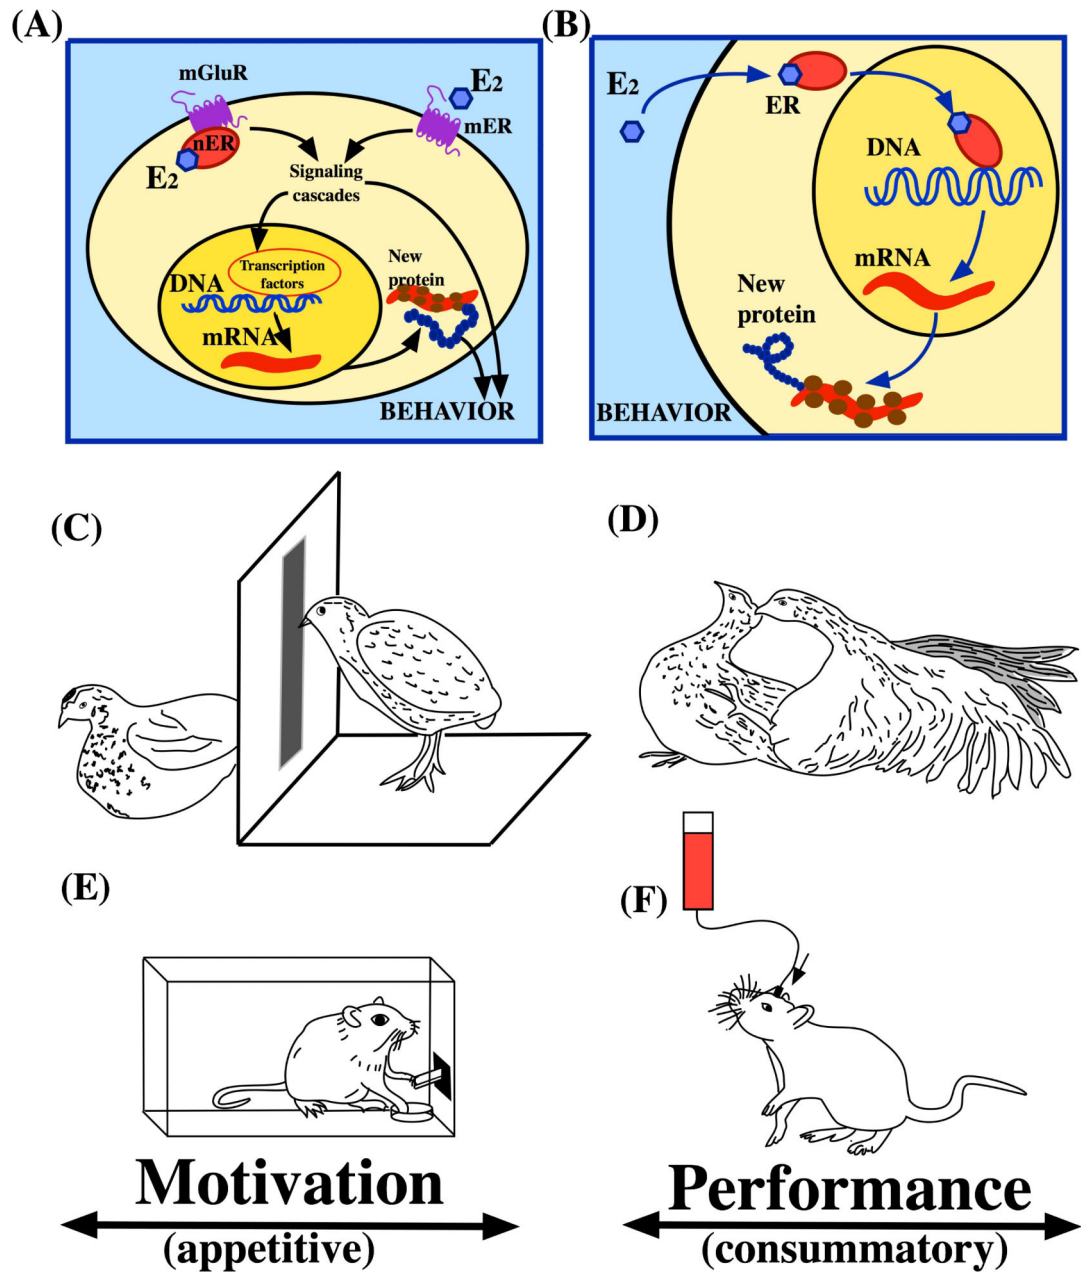 (A)
mGluR
E2
nER
mER
E2
Signaling
cascades
Transcription
factors
DNA
mRNA
New
protein
BEHAVIOR
(B)
E2
ER
DNA
mRNA
New
protein
BEHAVIOR
(C)
(D)
(E)
(F)
Motivation
(appetitive)
Performance
(consummatory)